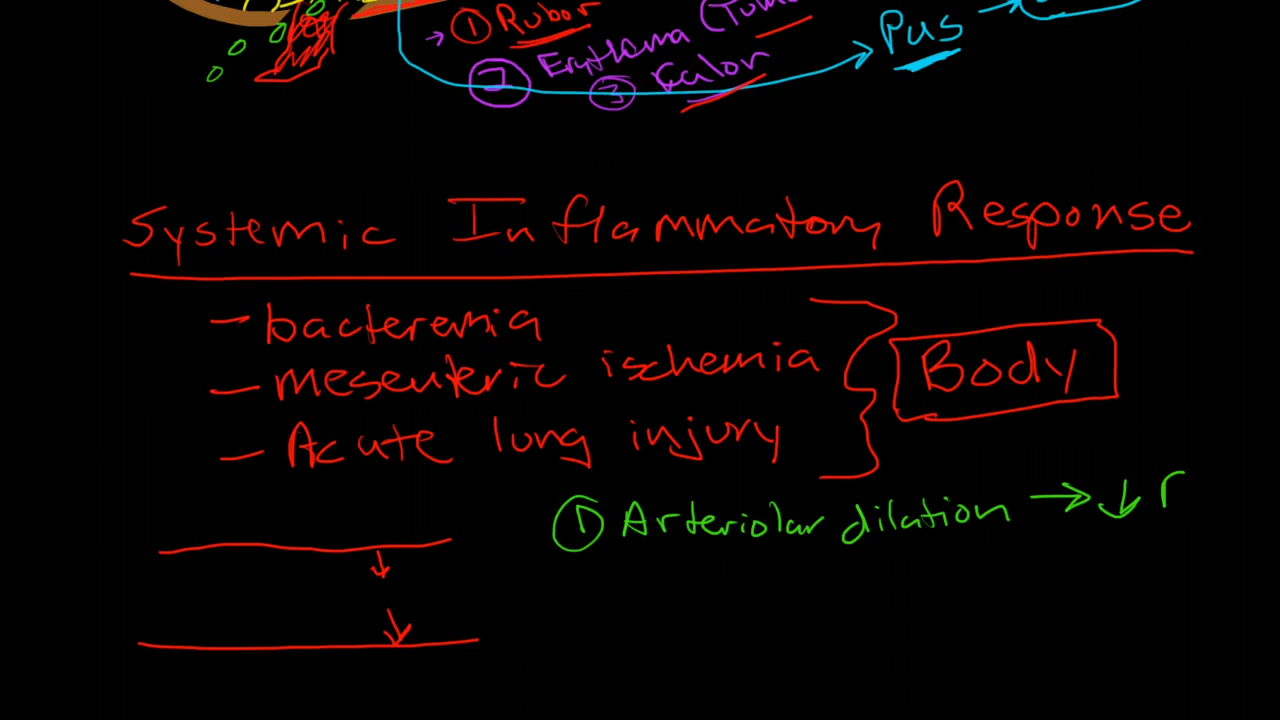 → ① Rubor
② Erythema (Tum
③ Calor
→ Pus →
Systemic Inflammatory Response
- bacteremia
- mesenteric ischemia
- Acute lung injury
Body
① Arteriolar dilation → ↓ r